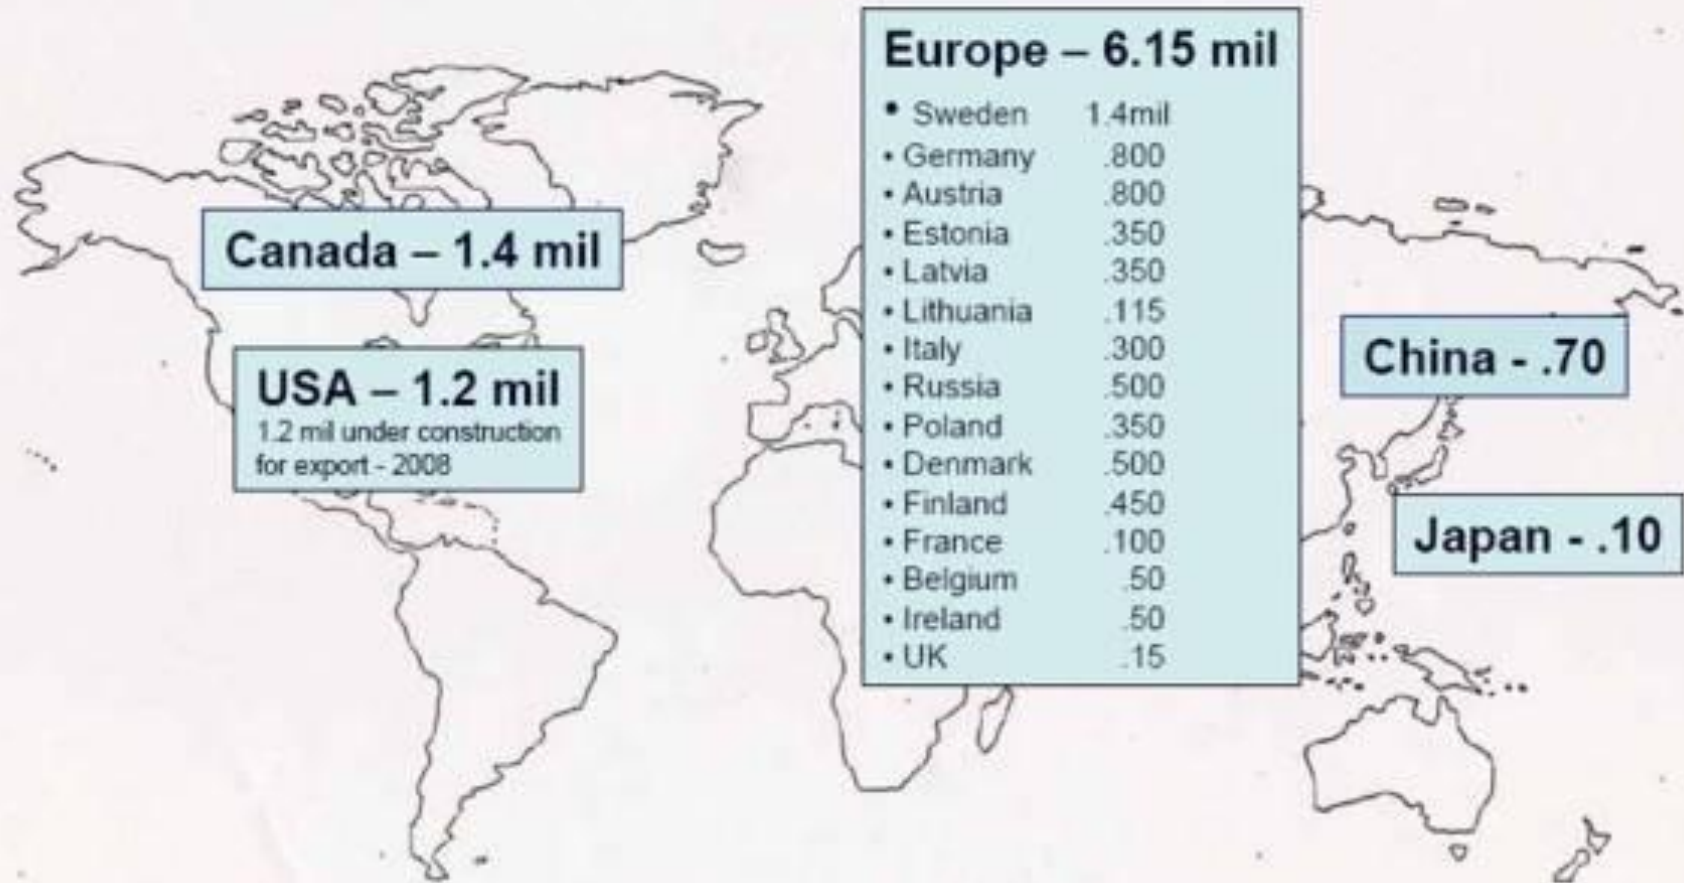 Europe – 6.15 mil
• Sweden 1.4mil
• Germany .800
• Austria .800
• Estonia .350
• Latvia .350
• Lithuania .115
• Italy .300
• Russia .500
• Poland .350
• Denmark .500
• Finland .450
• France .100
• Belgium .50
• Ireland .50
• UK .15
Canada – 1.4 mil
USA – 1.2 mil
1.2 mil under construction
for export - 2008
China - .70
Japan - .10